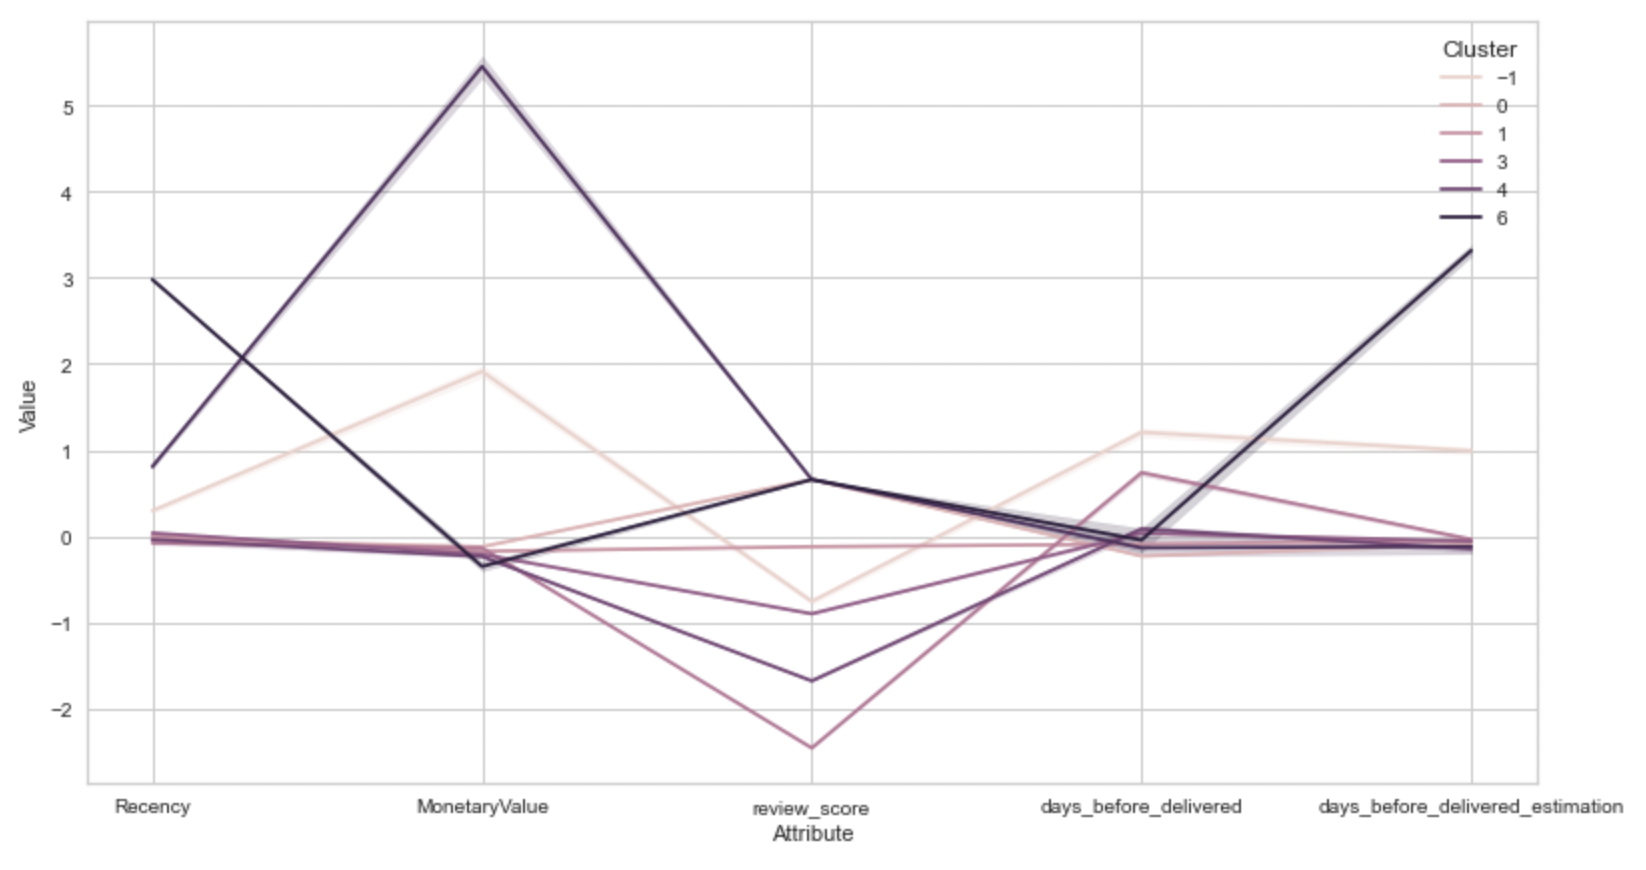 Cluster
−1
0
1
3
4
6
5
4
3
2
1
0
−1
−2
Value
Recency
MonetaryValue
review_score
days_before_delivered
days_before_delivered_estimation
Attribute